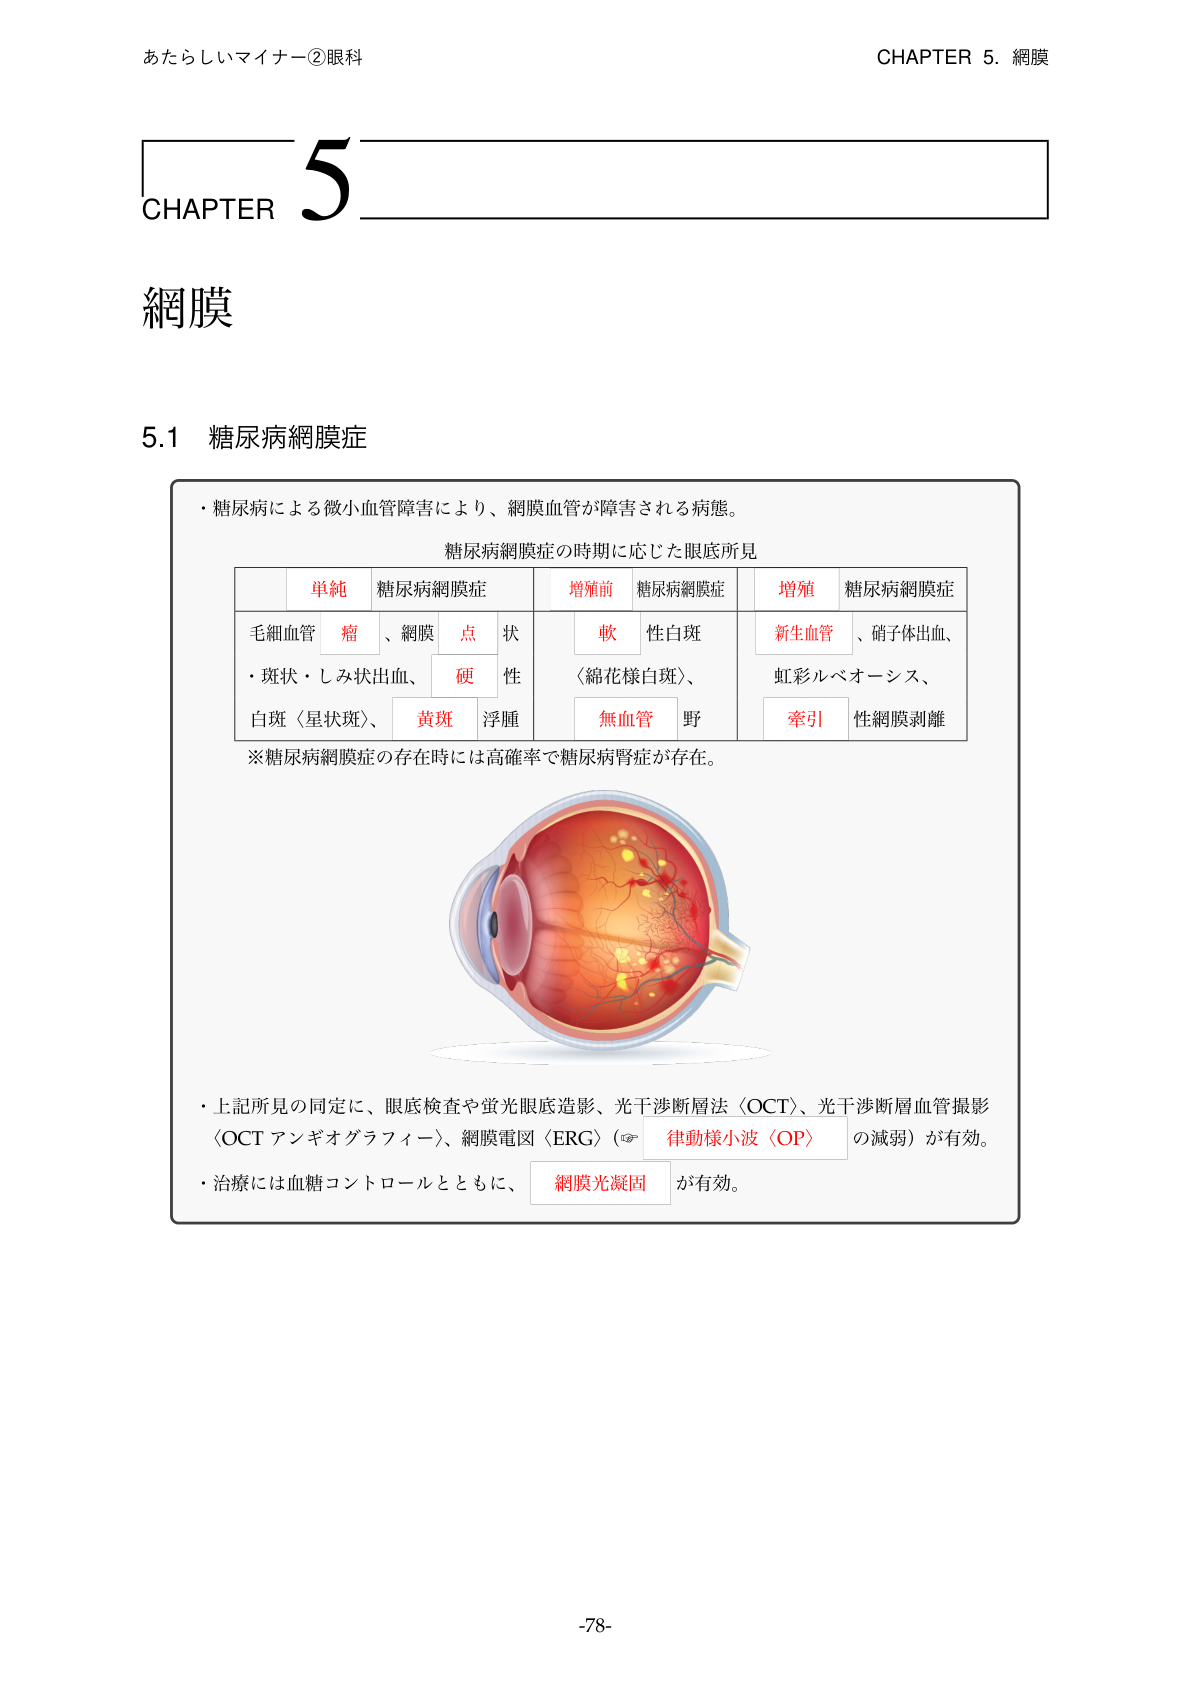 あたらしいマイナー②眼科
CHAPTER 5. 網膜
CHAPTER 5
網膜
5.1 糖尿病網膜症
・糖尿病による微小血管障害により、網膜血管が障害される病態。
糖尿病網膜症の時期に応じた眼底所見
単純 糖尿病網膜症
増殖前 糖尿病網膜症
増殖 糖尿病網膜症
毛細血管 瘤 、網膜 点 状
・斑状・しみ状出血、 硬 性
白斑〈星状斑〉、 黄斑 浮腫
軟 性白斑
〈綿花様白斑〉、
無血管 野
新生血管 、硝子体出血、
虹彩ルベオーシス、
牽引 性網膜剥離
※糖尿病網膜症の存在時には高確率で糖尿病腎症が存在。
・上記所見の同定に、眼底検査や蛍光眼底造影、光干渉断層法〈OCT〉、光干渉断層血管撮影
〈OCT アンギオグラフィー〉、網膜電図〈ERG〉(☞ 律動様小波〈OP〉 の減弱) が有効。
・治療には血糖コントロールとともに、 網膜光凝固 が有効。
-78-